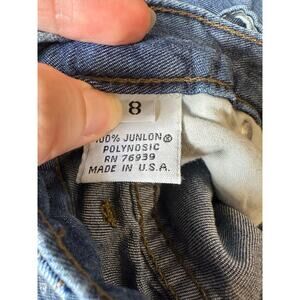 8
100% JUNLON®
POLYNOSIC
RN 76939
MADE IN U.S.A.